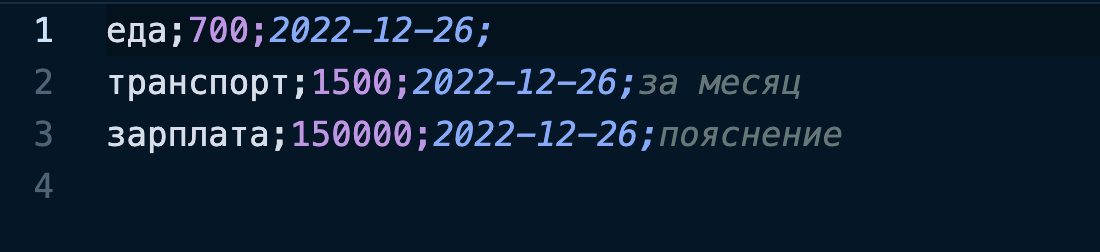 1 еда;700;2022-12-26;
2 транспорт;1500;2022-12-26;за месяц
3 зарплата;150000;2022-12-26;пояснение
4